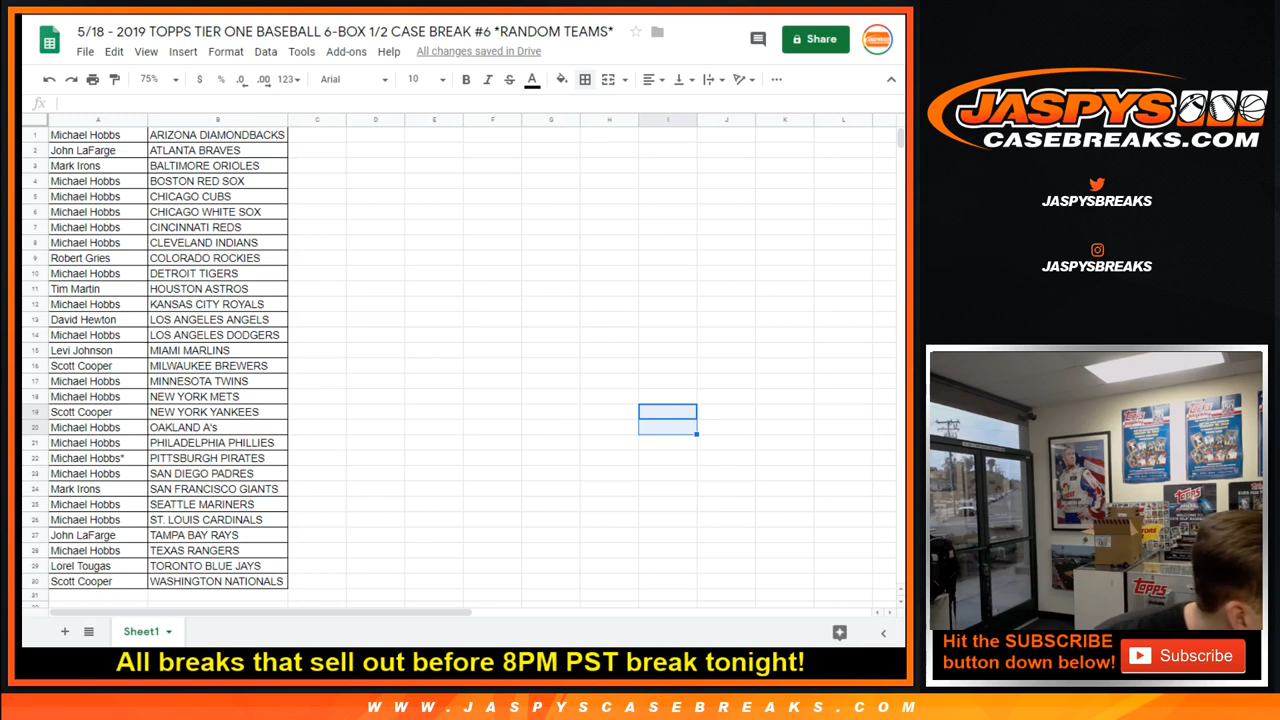 5/18 - 2019 TOPPS TIER ONE BASEBALL 6-BOX 1/2 CASE BREAK #6 *RANDOM TEAMS*
File Edit View Insert Format Data Tools Add-ons Help All changes saved in Drive
Share
75% $ % .0 .00 123 Arial 10 B I S A
fx
A B C D E F G H I J K L
1 Michael Hobbs ARIZONA DIAMONDBACKS
2 John LaFarge ATLANTA BRAVES
3 Mark Irons BALTIMORE ORIOLES
4 Michael Hobbs BOSTON RED SOX
5 Michael Hobbs CHICAGO CUBS
6 Michael Hobbs CHICAGO WHITE SOX
7 Michael Hobbs CINCINNATI REDS
8 Michael Hobbs CLEVELAND INDIANS
9 Robert Gries COLORADO ROCKIES
10 Michael Hobbs DETROIT TIGERS
11 Tim Martin HOUSTON ASTROS
12 Michael Hobbs KANSAS CITY ROYALS
13 David Hewton LOS ANGELES ANGELS
14 Michael Hobbs LOS ANGELES DODGERS
15 Levi Johnson MIAMI MARLINS
16 Scott Cooper MILWAUKEE BREWERS
17 Michael Hobbs MINNESOTA TWINS
18 Michael Hobbs NEW YORK METS
19 Scott Cooper NEW YORK YANKEES
20 Michael Hobbs OAKLAND A's
21 Michael Hobbs PHILADELPHIA PHILLIES
22 Michael Hobbs* PITTSBURGH PIRATES
23 Michael Hobbs SAN DIEGO PADRES
24 Mark Irons SAN FRANCISCO GIANTS
25 Michael Hobbs SEATTLE MARINERS
26 Michael Hobbs ST. LOUIS CARDINALS
27 John LaFarge TAMPA BAY RAYS
28 Michael Hobbs TEXAS RANGERS
29 Lorel Tougas TORONTO BLUE JAYS
30 Scott Cooper WASHINGTON NATIONALS
31
Sheet1
All breaks that sell out before 8PM PST break tonight!
JASPYS
CASEBREAKS.COM
JASPYSBREAKS
JASPYSBREAKS
TOPPS
TOPPS
Hit the SUBSCRIBE
button down below!
Subscribe
WWW.JASPYSCASEBREAKS.COM